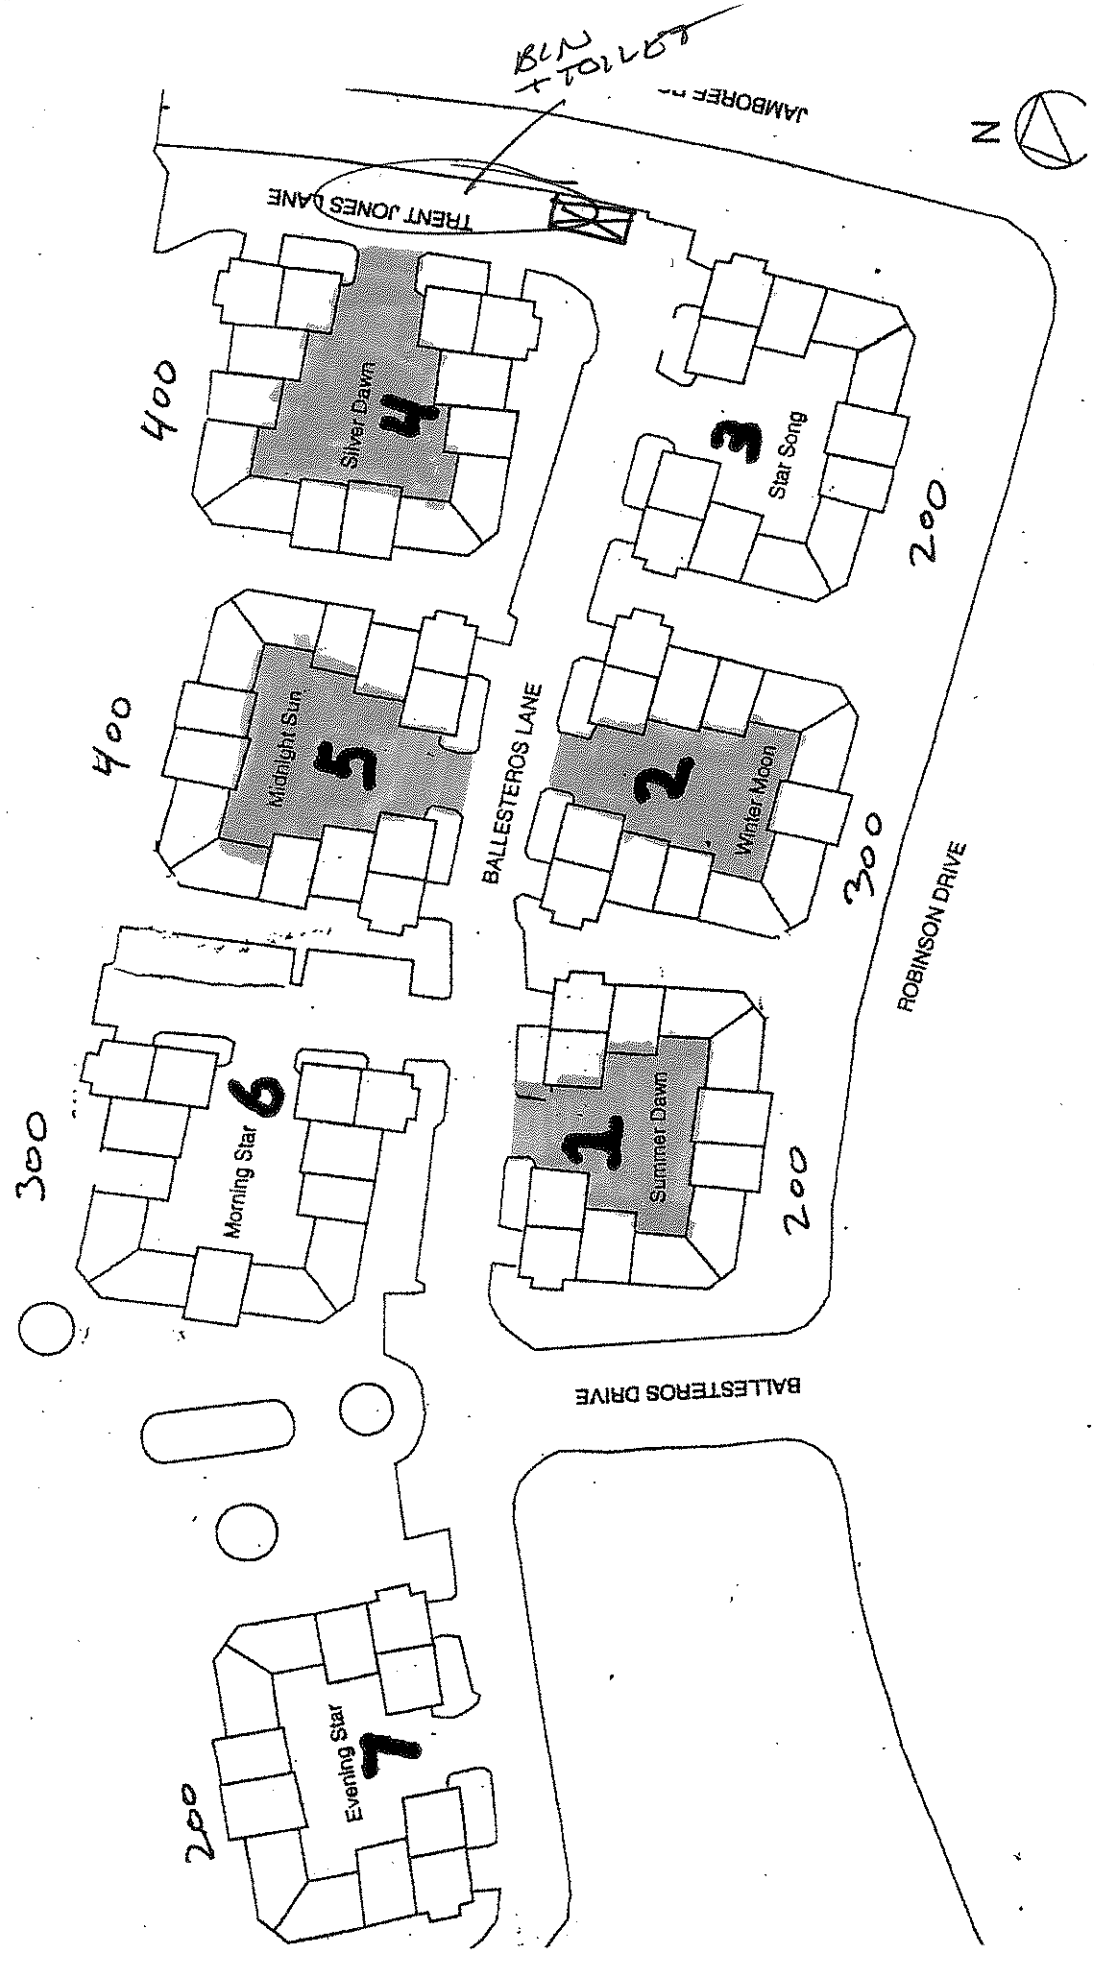 BIN
+ TOILET
JAMBOREE
N
TRENT JONES LANE
400
Silver Dawn
4
3
Star Song
200
400
Midnight Sun
5
BALLESTEROS LANE
2
Winter Moon
300
ROBINSON DRIVE
300
Morning Star
6
1
Summer Dawn
200
BALLESTEROS DRIVE
200
Evening Star
7